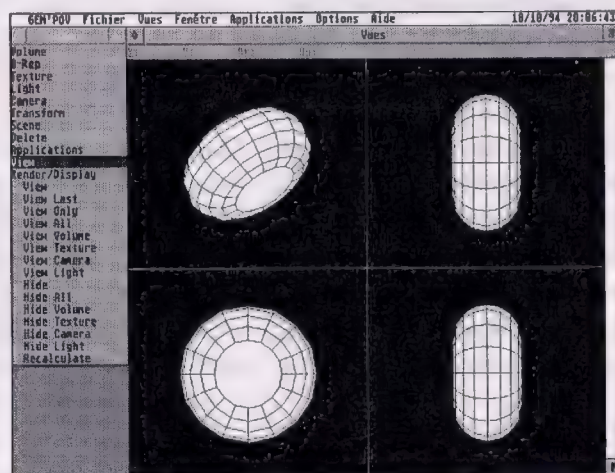 GEM'POV Fichier Vues Fenêtre Applications Options Aide 18/10/94 20:06:43
Vues
Volume
B-Rep
Texture
Light
Camera
Transform
Scene
Delete
Applications
View
Render/Display
View
View Last
View Only
View All
View Volume
View Texture
View Camera
View Light
Hide
Hide All
Hide Volume
Hide Texture
Hide Camera
Hide Light
Recalculate